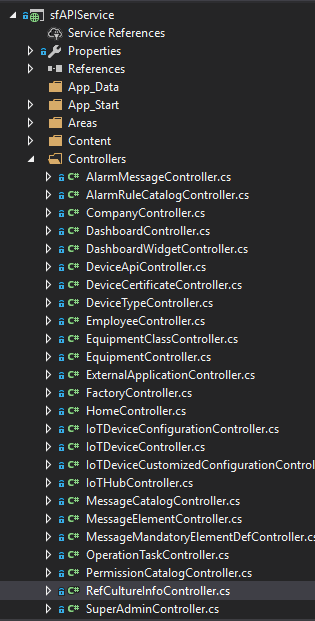 sfAPIService
Service References
Properties
References
App_Data
App_Start
Areas
Content
Controllers
C# AlarmMessageController.cs
C# AlarmRuleCatalogController.cs
C# CompanyController.cs
C# DashboardController.cs
C# DashboardWidgetController.cs
C# DeviceApiController.cs
C# DeviceCertificateController.cs
C# DeviceTypeController.cs
C# EmployeeController.cs
C# EquipmentClassController.cs
C# EquipmentController.cs
C# ExternalApplicationController.cs
C# FactoryController.cs
C# HomeController.cs
C# IoTDeviceConfigurationController.cs
C# IoTDeviceController.cs
C# IoTDeviceCustomizedConfigurationControl
C# IoTHubController.cs
C# MessageCatalogController.cs
C# MessageElementController.cs
C# MessageMandatoryElementDefController.cs
C# OperationTaskController.cs
C# PermissionCatalogController.cs
C# RefCultureInfoController.cs
C# SuperAdminController.cs